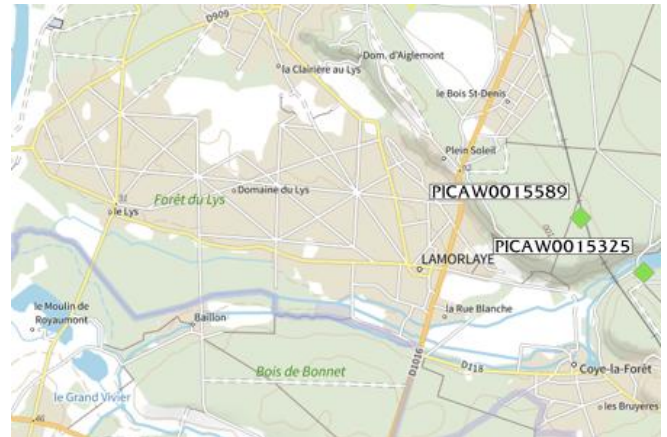 D909
Dom. d'Aiglemont
la Clairière au Lys
le Bois St-Denis
Plein Soleil
PICAW0015589
Domaine du Lys
Forêt du Lys
le Lys
PICAW0015325
LAMORLAYE
le Moulin de
Royaumont
Baillon
la Rue Blanche
D1016
D118
Coye-la-Forêt
Bois de Bonnet
le Grand Vivier
les Bruyères